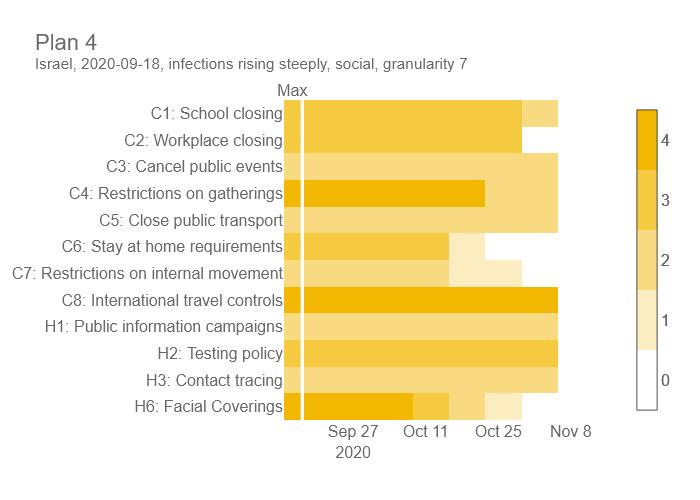 Plan 4
Israel, 2020-09-18, infections rising steeply, social, granularity 7
Max
C1: School closing
C2: Workplace closing
C3: Cancel public events
C4: Restrictions on gatherings
C5: Close public transport
C6: Stay at home requirements
C7: Restrictions on internal movement
C8: International travel controls
H1: Public information campaigns
H2: Testing policy
H3: Contact tracing
H6: Facial Coverings
Sep 27 Oct 11 Oct 25 Nov 8
2020
4
3
2
1
0